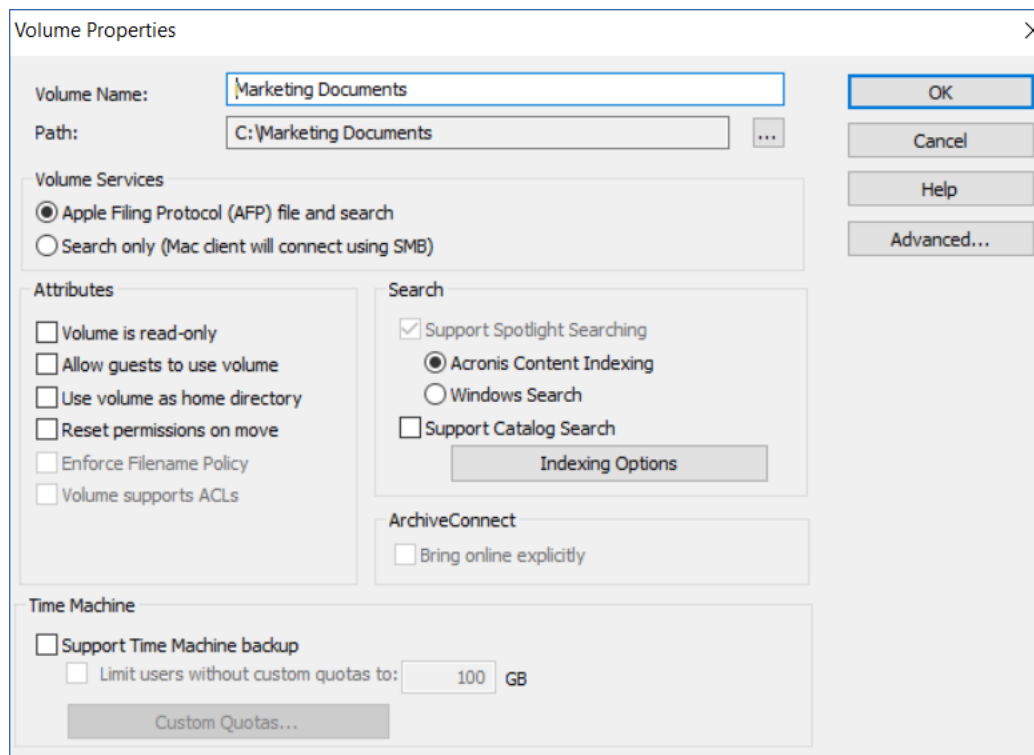 Volume Properties
Volume Name:
Marketing Documents
Path:
C:\Marketing Documents
...
OK
Cancel
Help
Advanced...
Volume Services
Apple Filing Protocol (AFP) file and search
Search only (Mac client will connect using SMB)
Attributes
Volume is read-only
Allow guests to use volume
Use volume as home directory
Reset permissions on move
Enforce Filename Policy
Volume supports ACLs
Search
Support Spotlight Searching
Acronis Content Indexing
Windows Search
Support Catalog Search
Indexing Options
ArchiveConnect
Bring online explicitly
Time Machine
Support Time Machine backup
Limit users without custom quotas to: 100 GB
Custom Quotas...